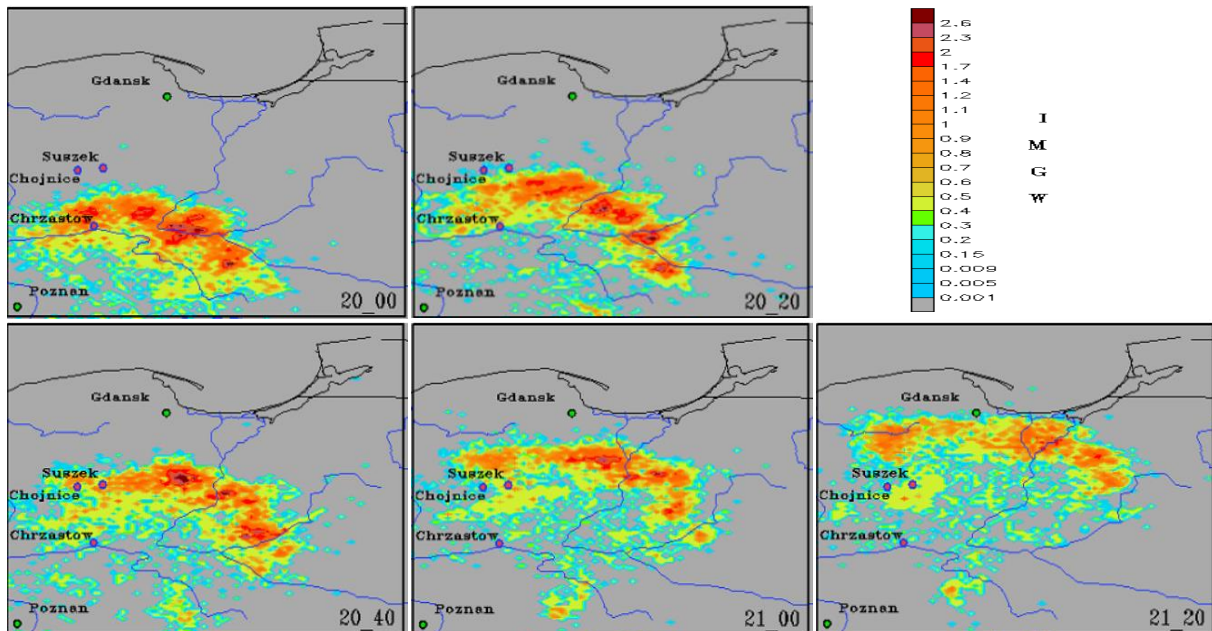 Gdansk
Suszek
Chojnice
Chrzastow
Poznan
20_00
Gdansk
Suszek
Chojnice
Chrzastow
Poznan
20_20
2.6
2.3
2
1.7
1.4
1.2
1.1
1
0.9
0.8
0.7
0.6
0.5
0.4
0.3
0.2
0.15
0.009
0.005
0.001
I
M
G
W
Gdansk
Suszek
Chojnice
Chrzastow
Poznan
20_40
Gdansk
Suszek
Chojnice
Chrzastow
Poznan
21_00
Gdansk
Suszek
Chojnice
Chrzastow
Poznan
21_20